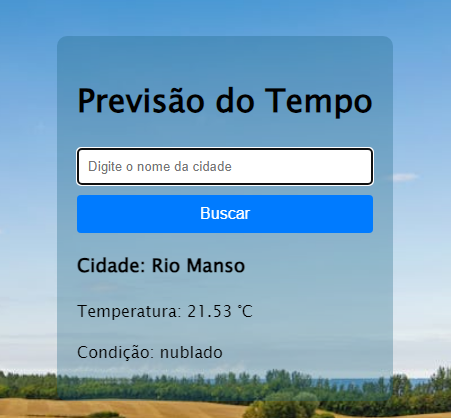 Previsão do Tempo
Digite o nome da cidade
Buscar
Cidade: Rio Manso
Temperatura: 21.53 °C
Condição: nublado